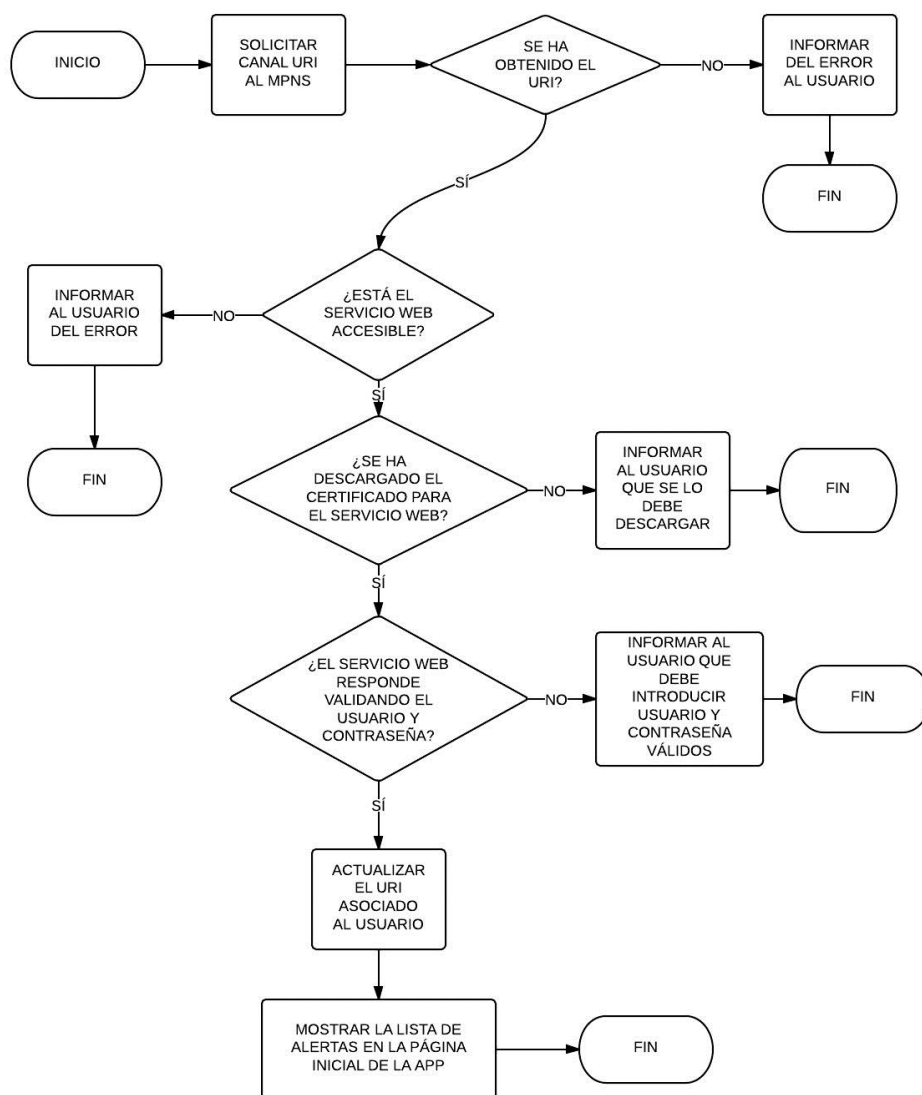 INICIO
SOLICITAR
CANAL URI
AL MPNS
SE HA
OBTENIDO EL
URI?
NO
INFORMAR
DEL ERROR
AL USUARIO
FIN
SÍ
¿ESTÁ EL
SERVICIO WEB
ACCESIBLE?
NO
INFORMAR
AL USUARIO
DEL ERROR
FIN
SÍ
¿SE HA
DESCARGADO EL
CERTIFICADO PARA
EL SERVICIO WEB?
NO
INFORMAR
AL USUARIO
QUE SE LO
DEBE
DESCARGAR
FIN
SÍ
¿EL SERVICIO WEB
RESPONDE
VALIDANDO EL
USUARIO Y
CONTRASEÑA?
NO
INFORMAR AL
USUARIO QUE
DEBE
INTRODUCIR
USUARIO Y
CONTRASEÑA
VÁLIDOS
FIN
SÍ
ACTUALIZAR
EL URI
ASOCIADO
AL USUARIO
MOSTRAR LA LISTA DE
ALERTAS EN LA PÁGINA
INICIAL DE LA APP
FIN